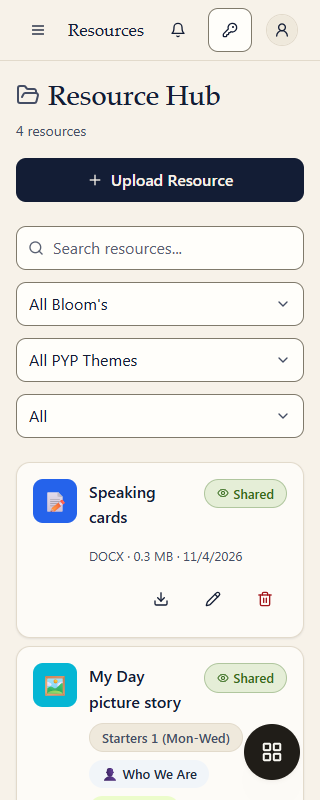 Resources
Resource Hub
4 resources
Upload Resource
Search resources...
All Bloom's
All PYP Themes
All
Speaking
cards
Shared
DOCX · 0.3 MB · 11/4/2026
My Day
picture story
Shared
Starters 1 (Mon-Wed)
Who We Are